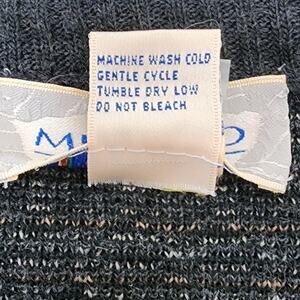 MACHINE WASH COLD
GENTLE CYCLE
TUMBLE DRY LOW
DO NOT BLEACH